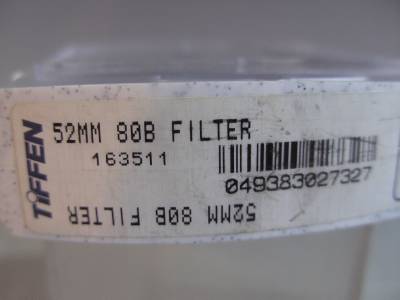 TIFFEN
52MM 80B FILTER
163511
049383027327
52MM 80B FILTER